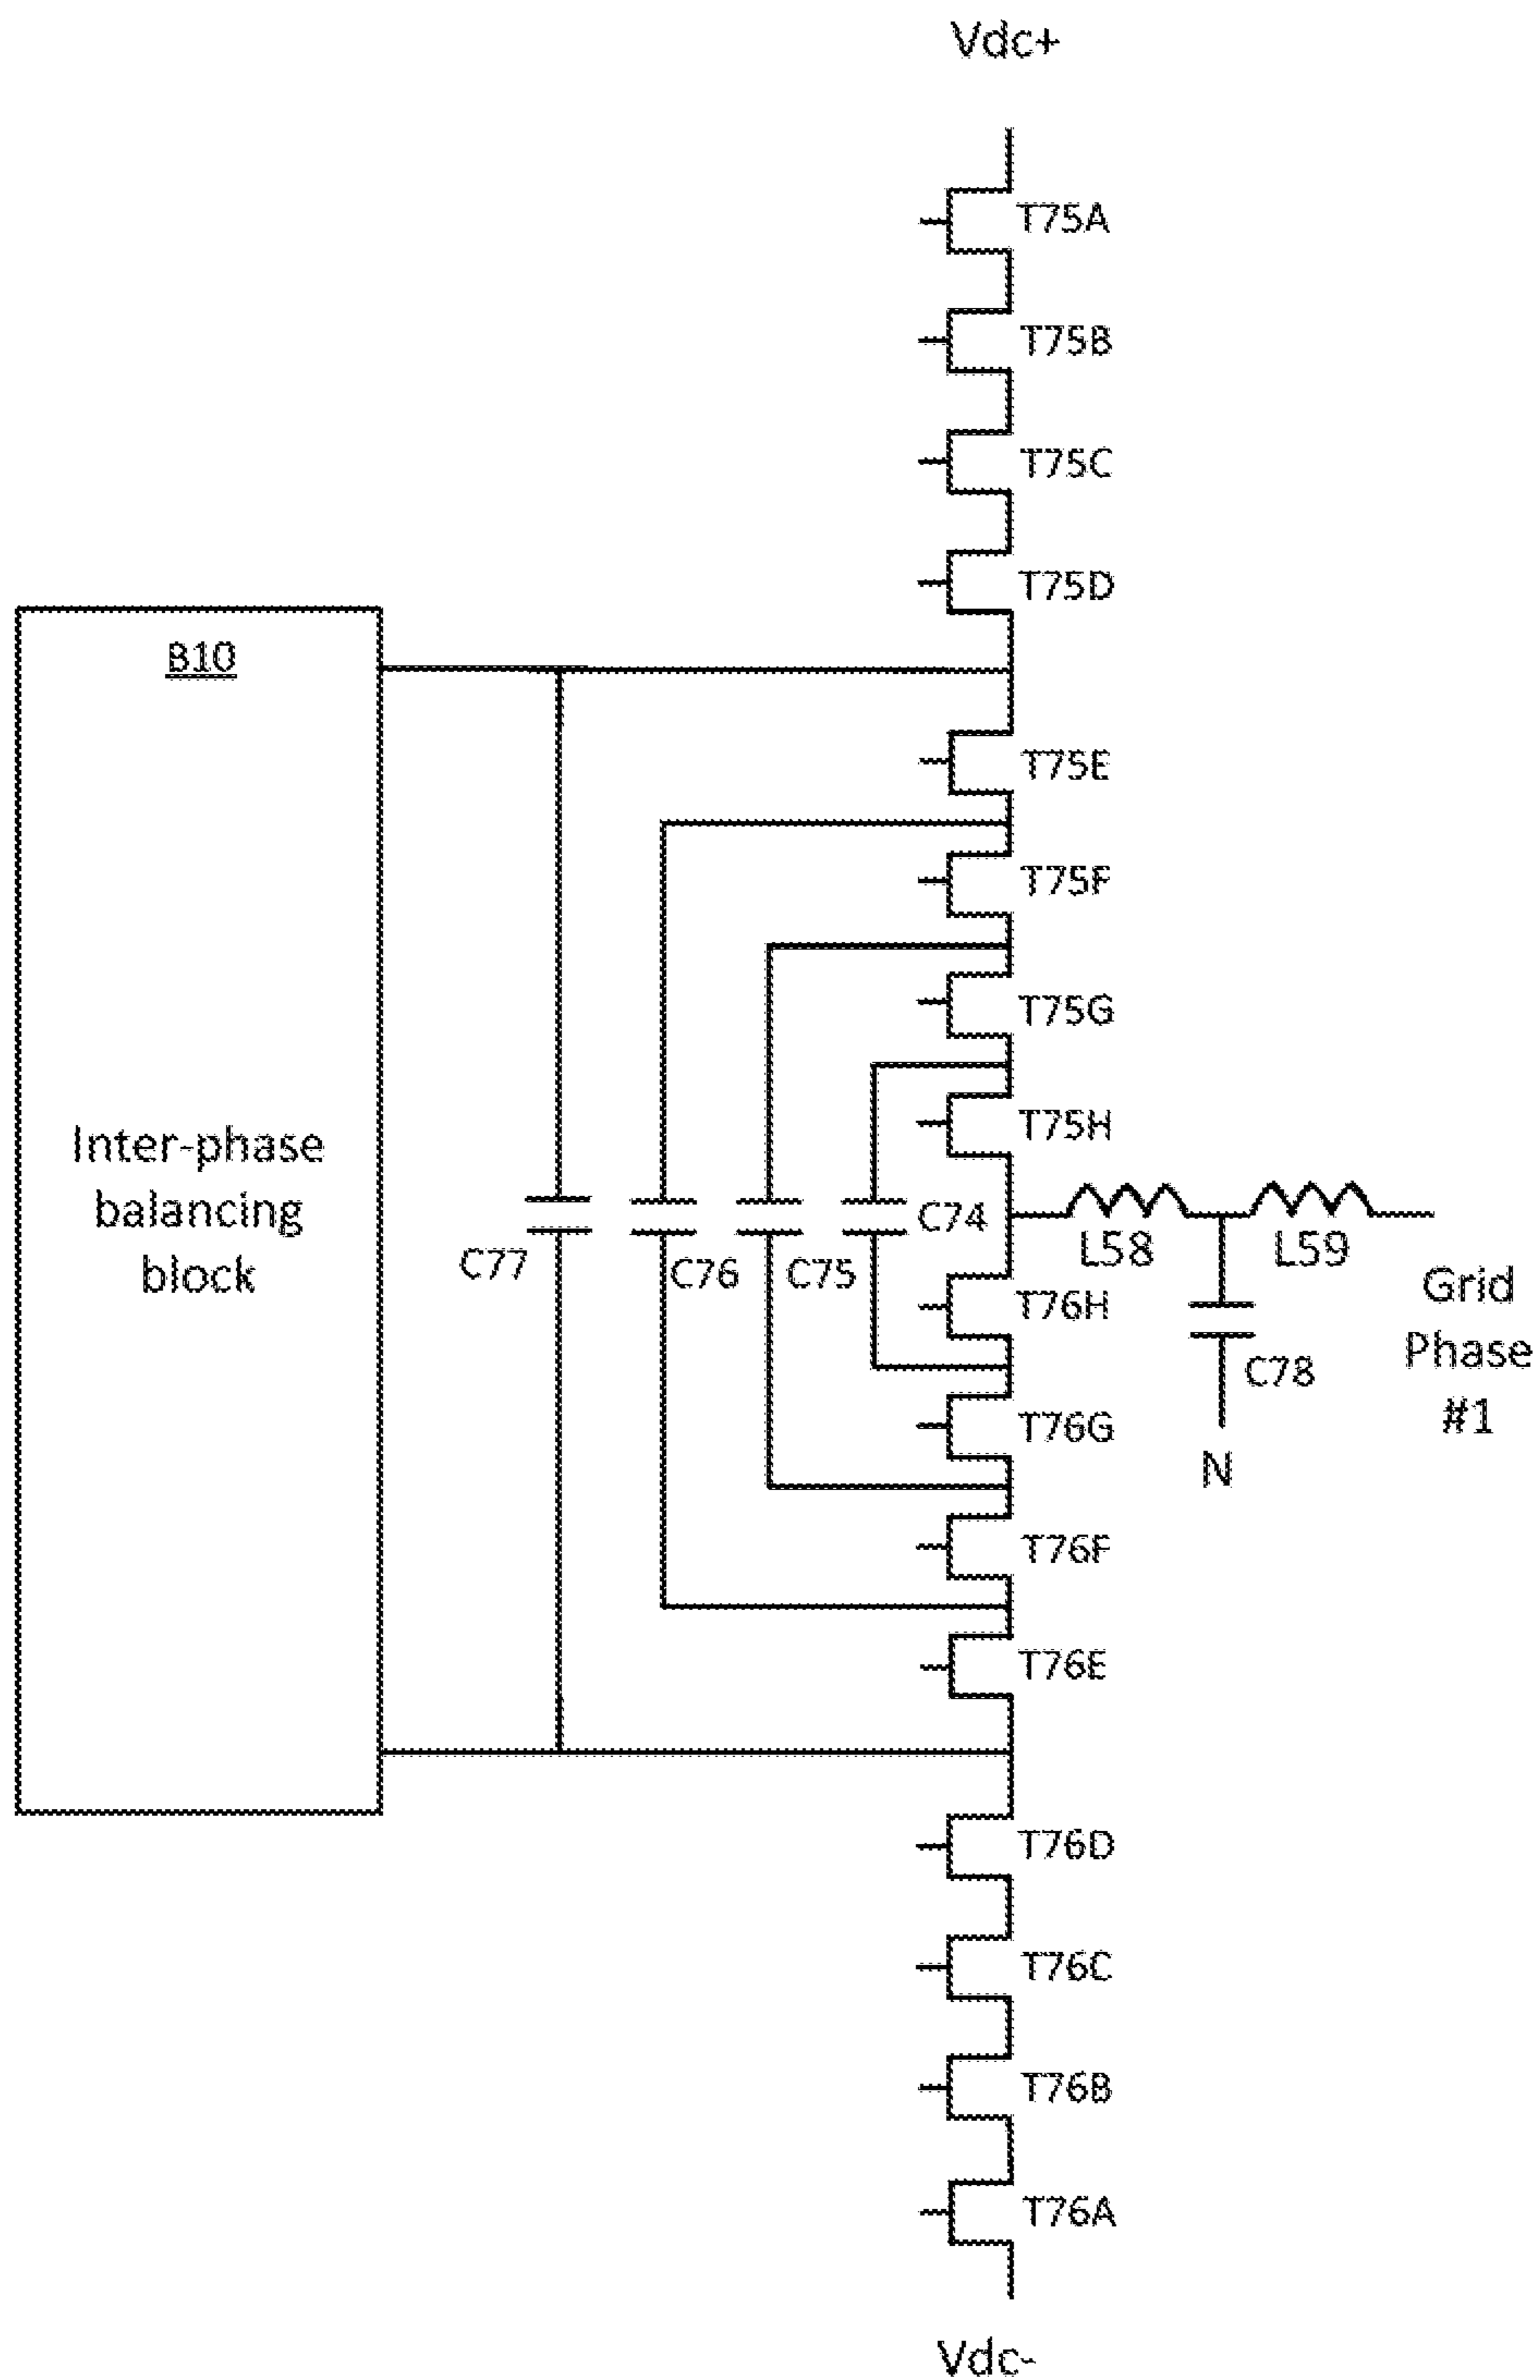 Vdc+
T75A
T75B
T75C
T75D
B10
T75E
T75F
T75G
T75H
Inter-phase
balancing
block
C77
C76
C75
C74
L58
L59
Grid
Phase
#1
T76H
C78
N
T76G
T76F
T76E
T76D
T76C
T76B
T76A
Vdc-